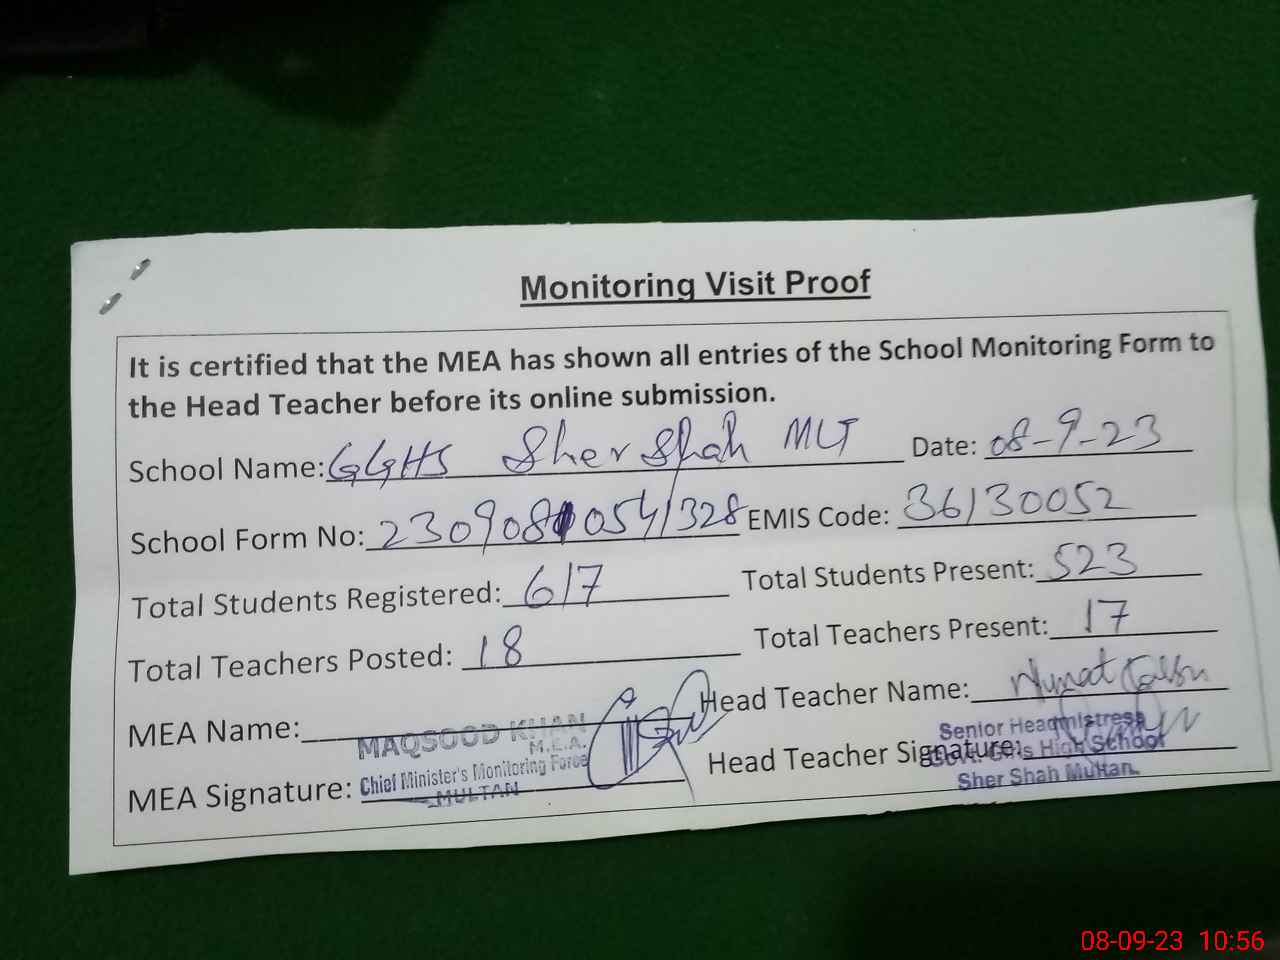 Monitoring Visit Proof
It is certified that the MEA has shown all entries of the School Monitoring Form to
the Head Teacher before its online submission.
School Name: GGHS Sher Shah MLT Date: 08-9-23
School Form No: 230908 0541328 EMIS Code: 36130052
Total Students Registered: 617 Total Students Present: 523
Total Teachers Posted: 18 Total Teachers Present: 17
MEA Name: Head Teacher Name:
MAQSOOD KHAN
M.E.A.
Chief Minister's Monitoring Force
MULTAN
MEA Signature: Head Teacher Signature:
Senior Headmistress
Govt. Girls High School
Sher Shah Multan.
08-09-23 10:56